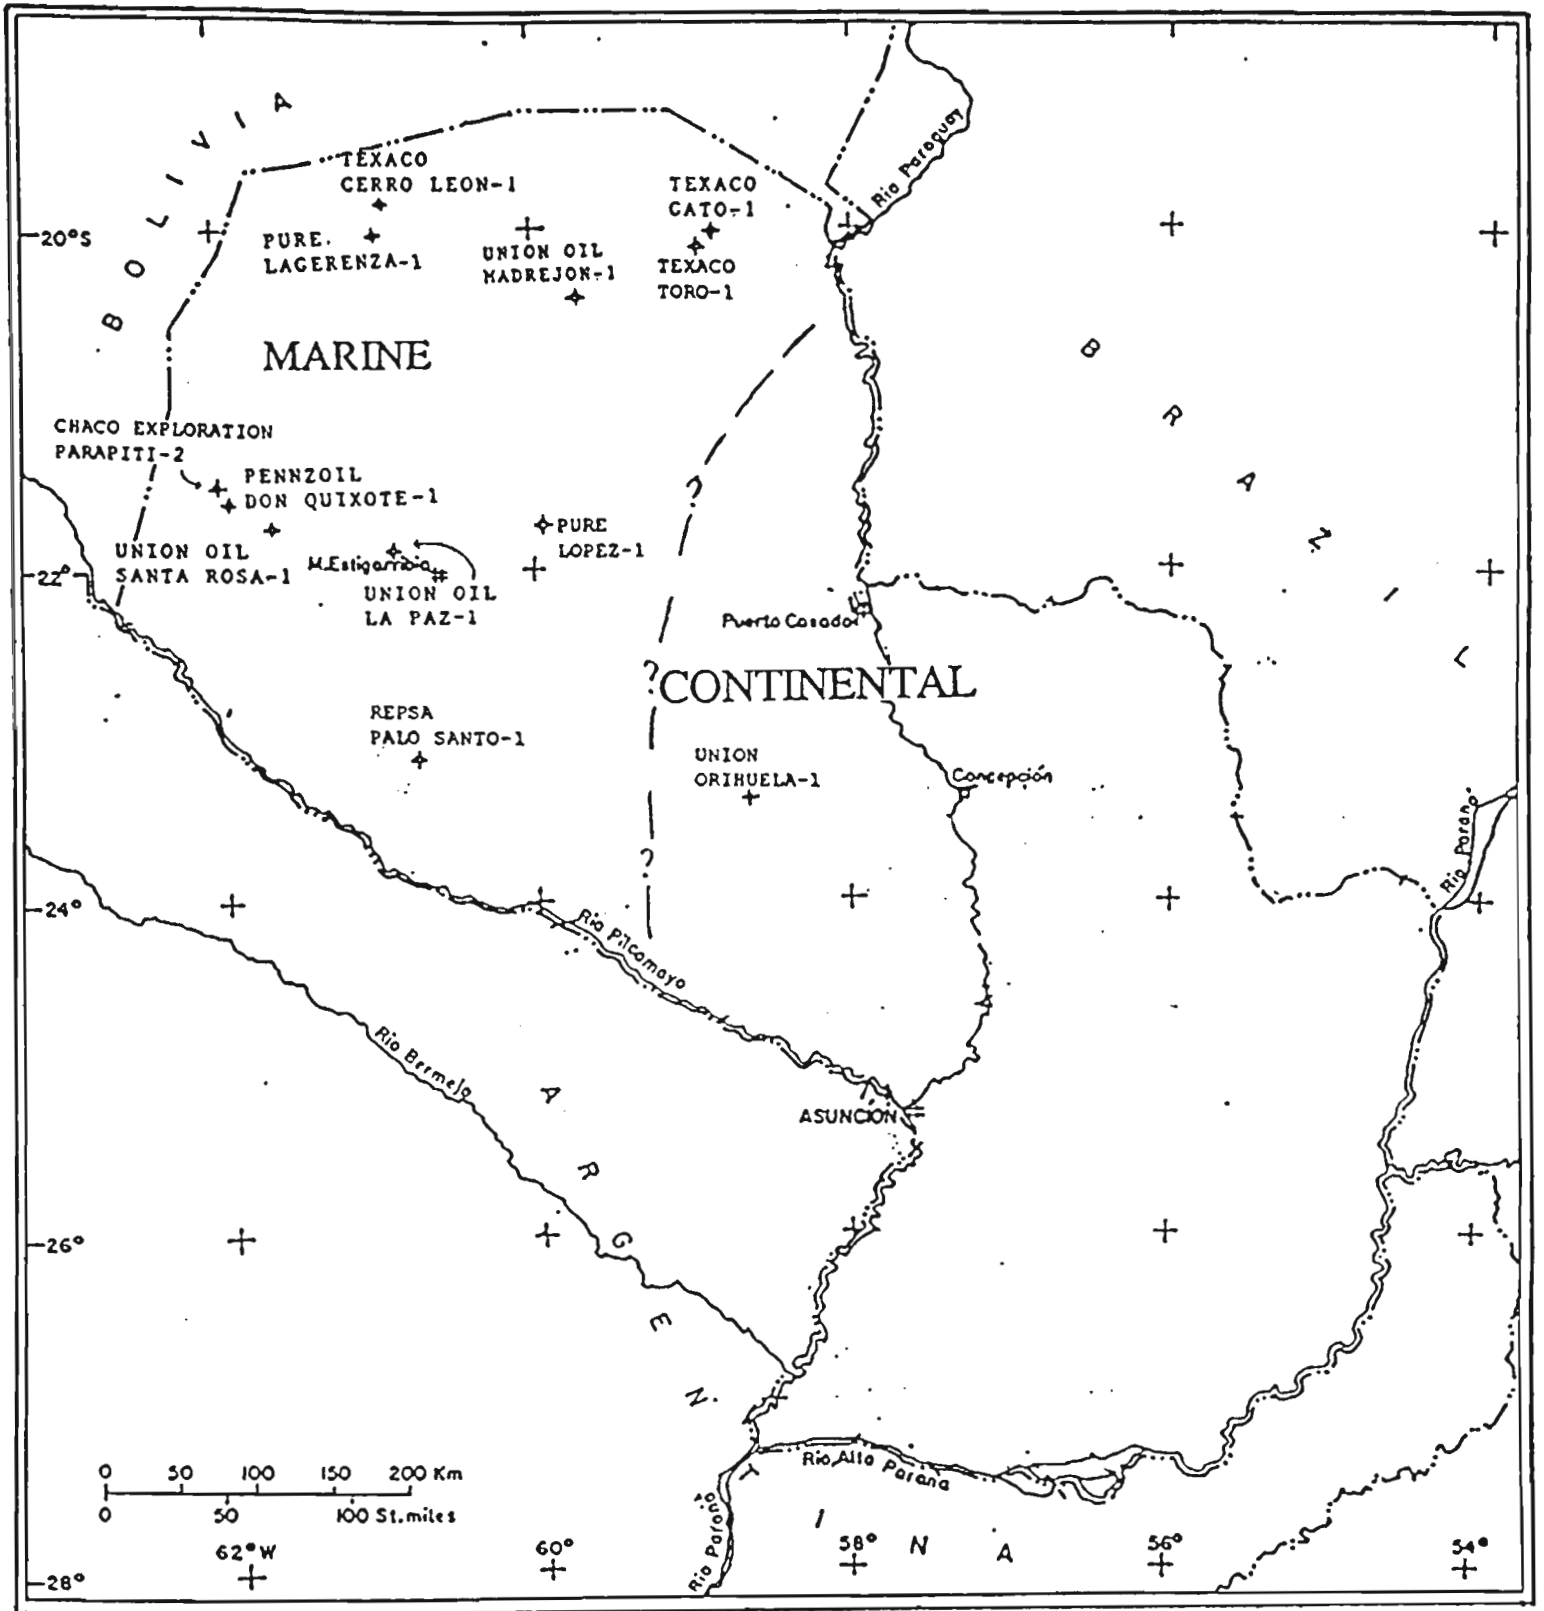 BOLIVIA
Rio Paraguay
TEXACO
CERRO LEON-1
TEXACO
GATO-1
20°S
PURE.
LAGERENZA-1
UNION OIL
MADREJON-1
TEXACO
TORO-1
MARINE
BRAZIL
CHACO EXPLORATION
PARAPITI-2
PENNZOIL
DON QUIXOTE-1
?
PURE
LOPEZ-1
UNION OIL
SANTA ROSA-1
M.Estigarribia
22°
UNION OIL
LA PAZ-1
Puerto Casado
?
CONTINENTAL
REPSA
PALO SANTO-1
UNION
ORIHUELA-1
Concepción
Rio Paraná
?
24°
Rio Pilcomayo
Rio Bermejo
ASUNCIÓN
ARGENTINA
26°
Rio Alto Parana
0 50 100 150 200 Km
0 50 100 St.miles
Rio Paraná
62°W 60° 58° 56° 54°
28°